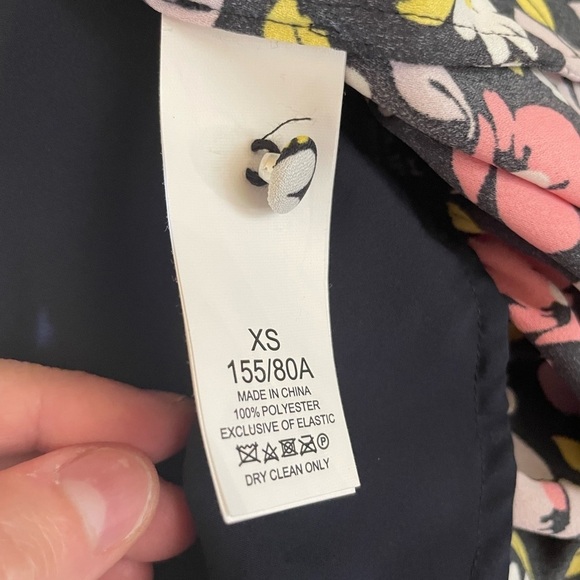 XS
155/80A
MADE IN CHINA
100% POLYESTER
EXCLUSIVE OF ELASTIC
P
DRY CLEAN ONLY